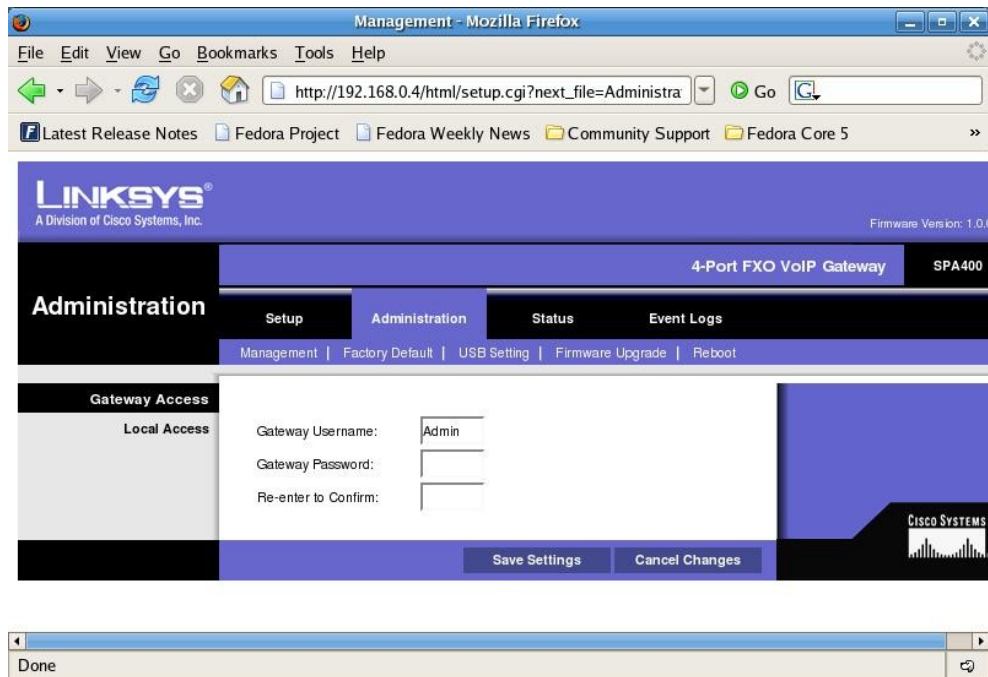 Management - Mozilla Firefox
File Edit View Go Bookmarks Tools Help
http://192.168.0.4/html/setup.cgi?next_file=Administra Go G
Latest Release Notes Fedora Project Fedora Weekly News Community Support Fedora Core 5 »
LINKSYS®
A Division of Cisco Systems, Inc.
Firmware Version: 1.0.
4-Port FXO VoIP Gateway SPA400
Administration
Setup Administration Status Event Logs
Management | Factory Default | USB Setting | Firmware Upgrade | Reboot
Gateway Access
Local Access
Gateway Username: Admin
Gateway Password:
Re-enter to Confirm:
CISCO SYSTEMS
Save Settings Cancel Changes
Done